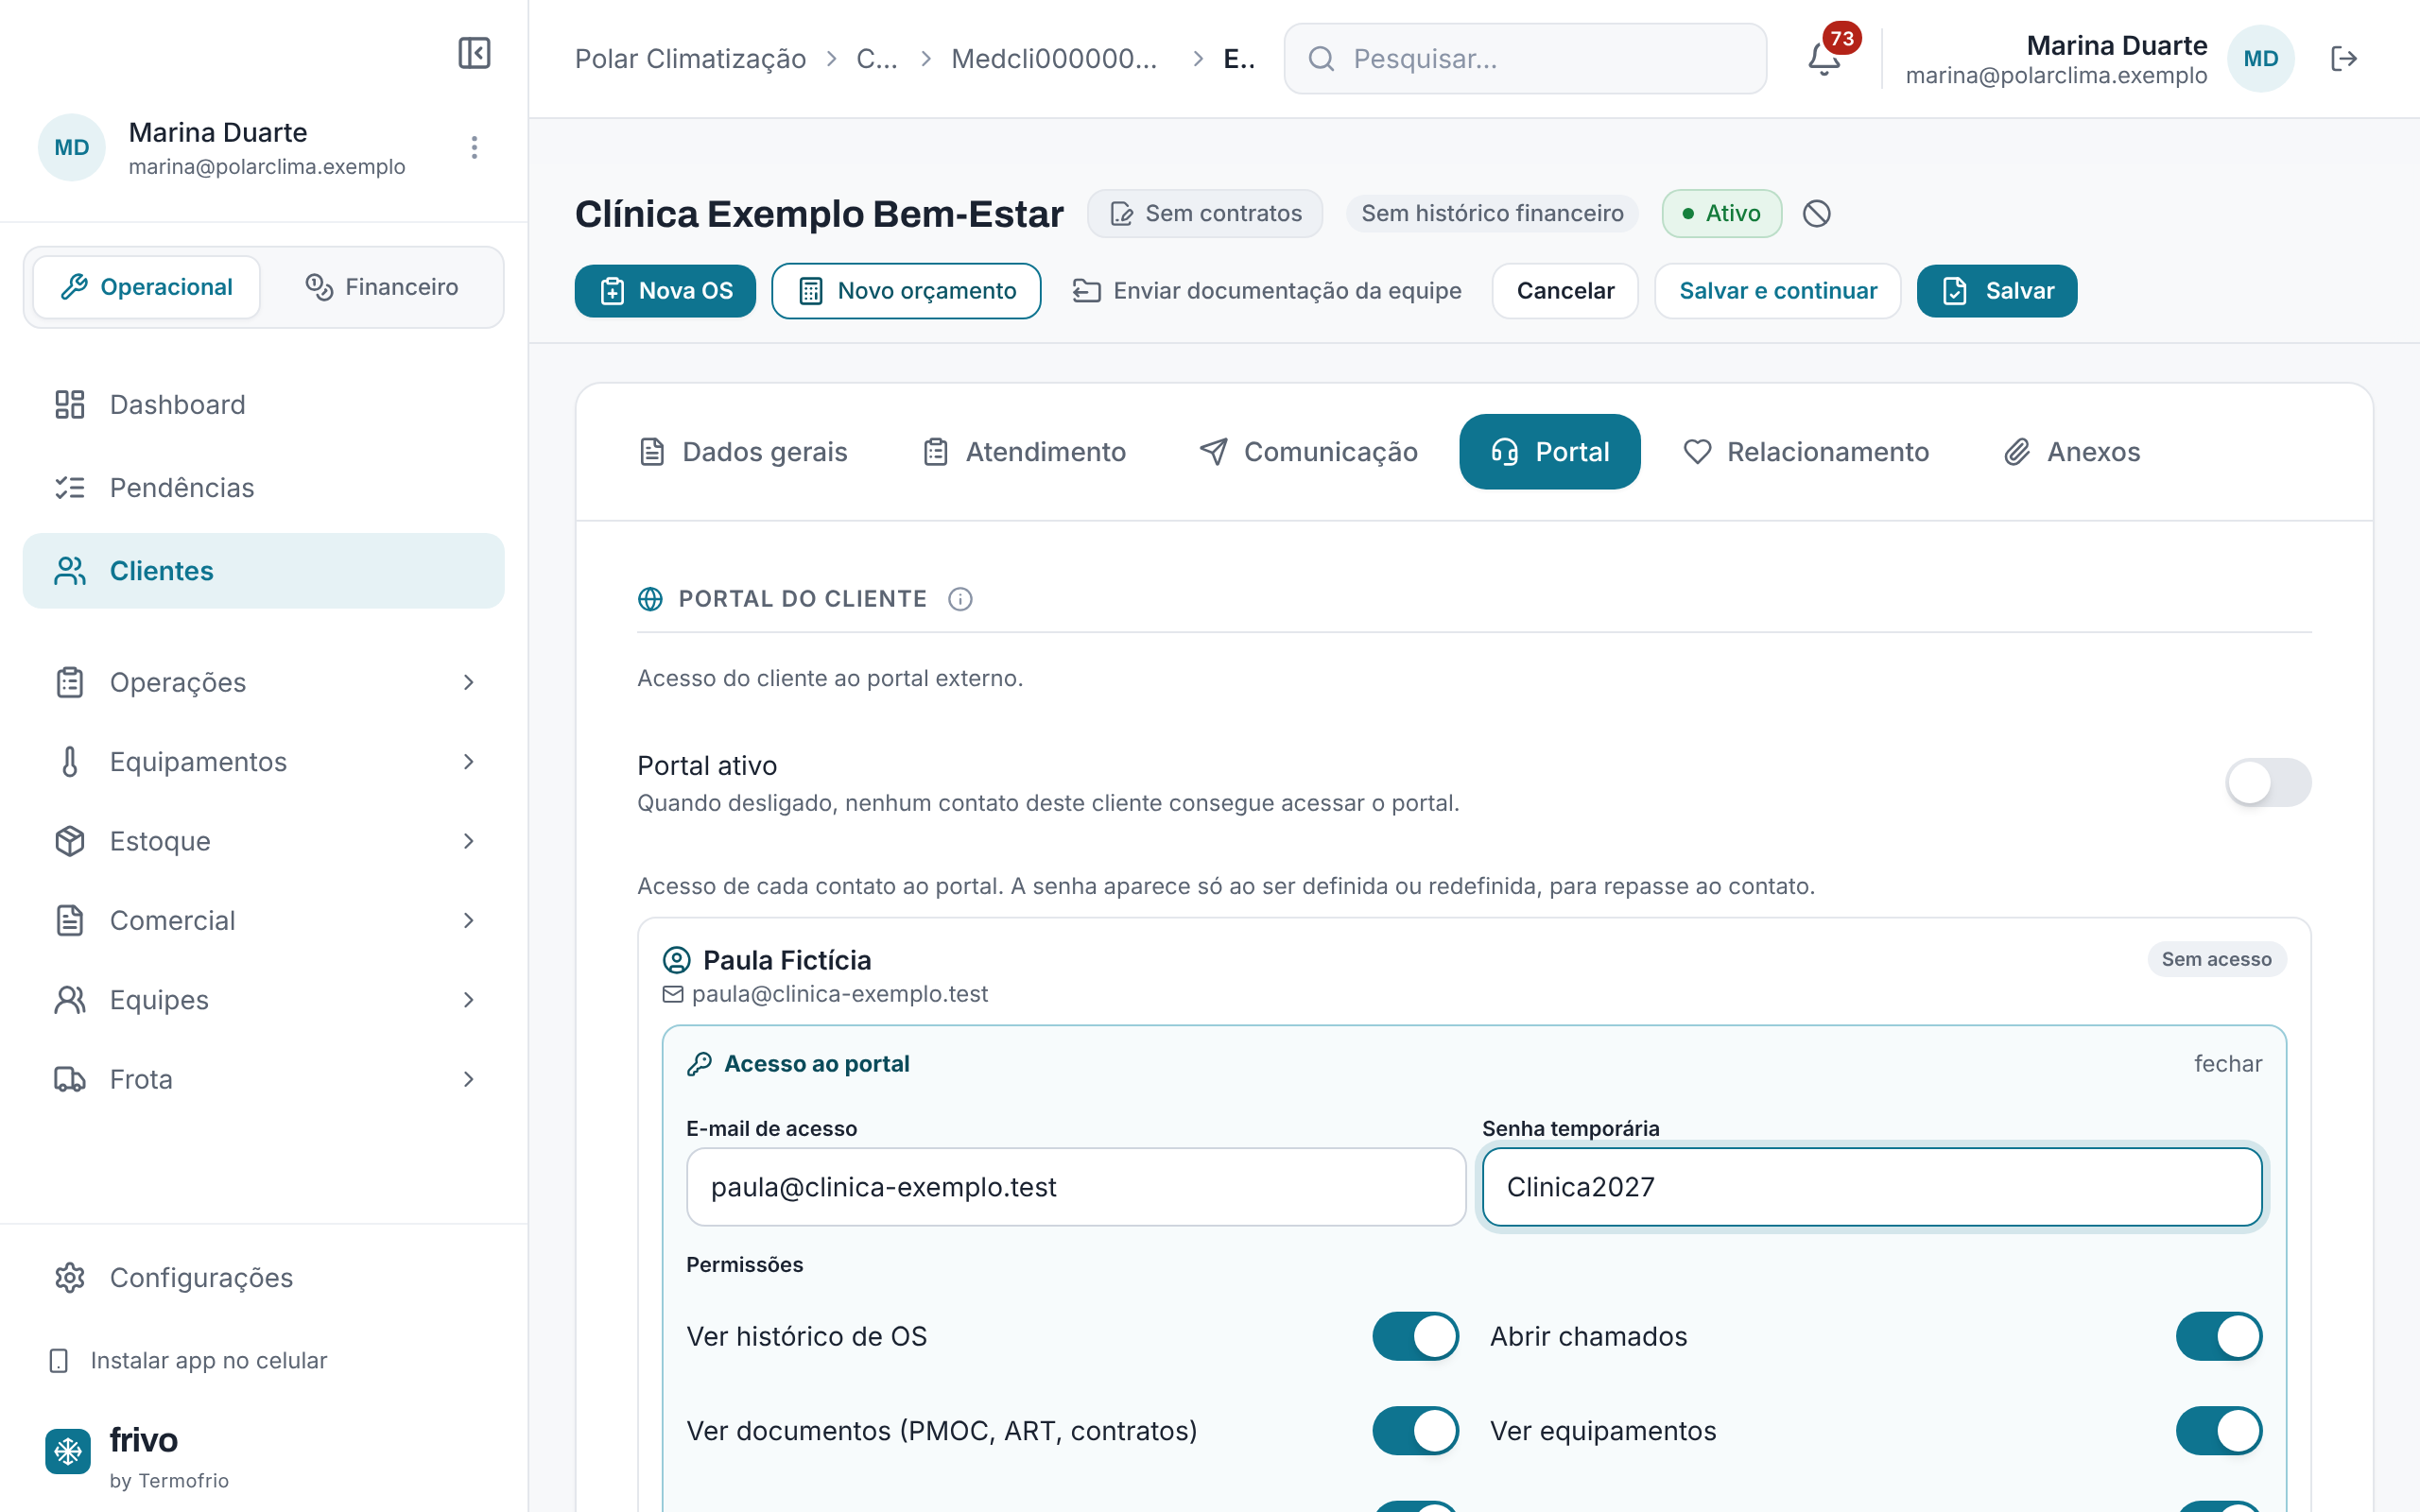 MD
Marina Duarte
marina@polarclima.exemplo
Operacional
Financeiro
Dashboard
Pendências
Clientes
Operações
Equipamentos
Estoque
Comercial
Equipes
Frota
Configurações
Instalar app no celular
frivo
by Termofrio
Polar Climatização > C... > Medcli000000... > E..
Pesquisar...
73
Marina Duarte
marina@polarclima.exemplo
MD
Clínica Exemplo Bem-Estar
Sem contratos
Sem histórico financeiro
Ativo
Nova OS
Novo orçamento
Enviar documentação da equipe
Cancelar
Salvar e continuar
Salvar
Dados gerais
Atendimento
Comunicação
Portal
Relacionamento
Anexos
PORTAL DO CLIENTE
Acesso do cliente ao portal externo.
Portal ativo
Quando desligado, nenhum contato deste cliente consegue acessar o portal.
Acesso de cada contato ao portal. A senha aparece só ao ser definida ou redefinida, para repasse ao contato.
Paula Fictícia
Sem acesso
paula@clinica-exemplo.test
Acesso ao portal
fechar
E-mail de acesso
Senha temporária
paula@clinica-exemplo.test
Clinica2027
Permissões
Ver histórico de OS
Abrir chamados
Ver documentos (PMOC, ART, contratos)
Ver equipamentos